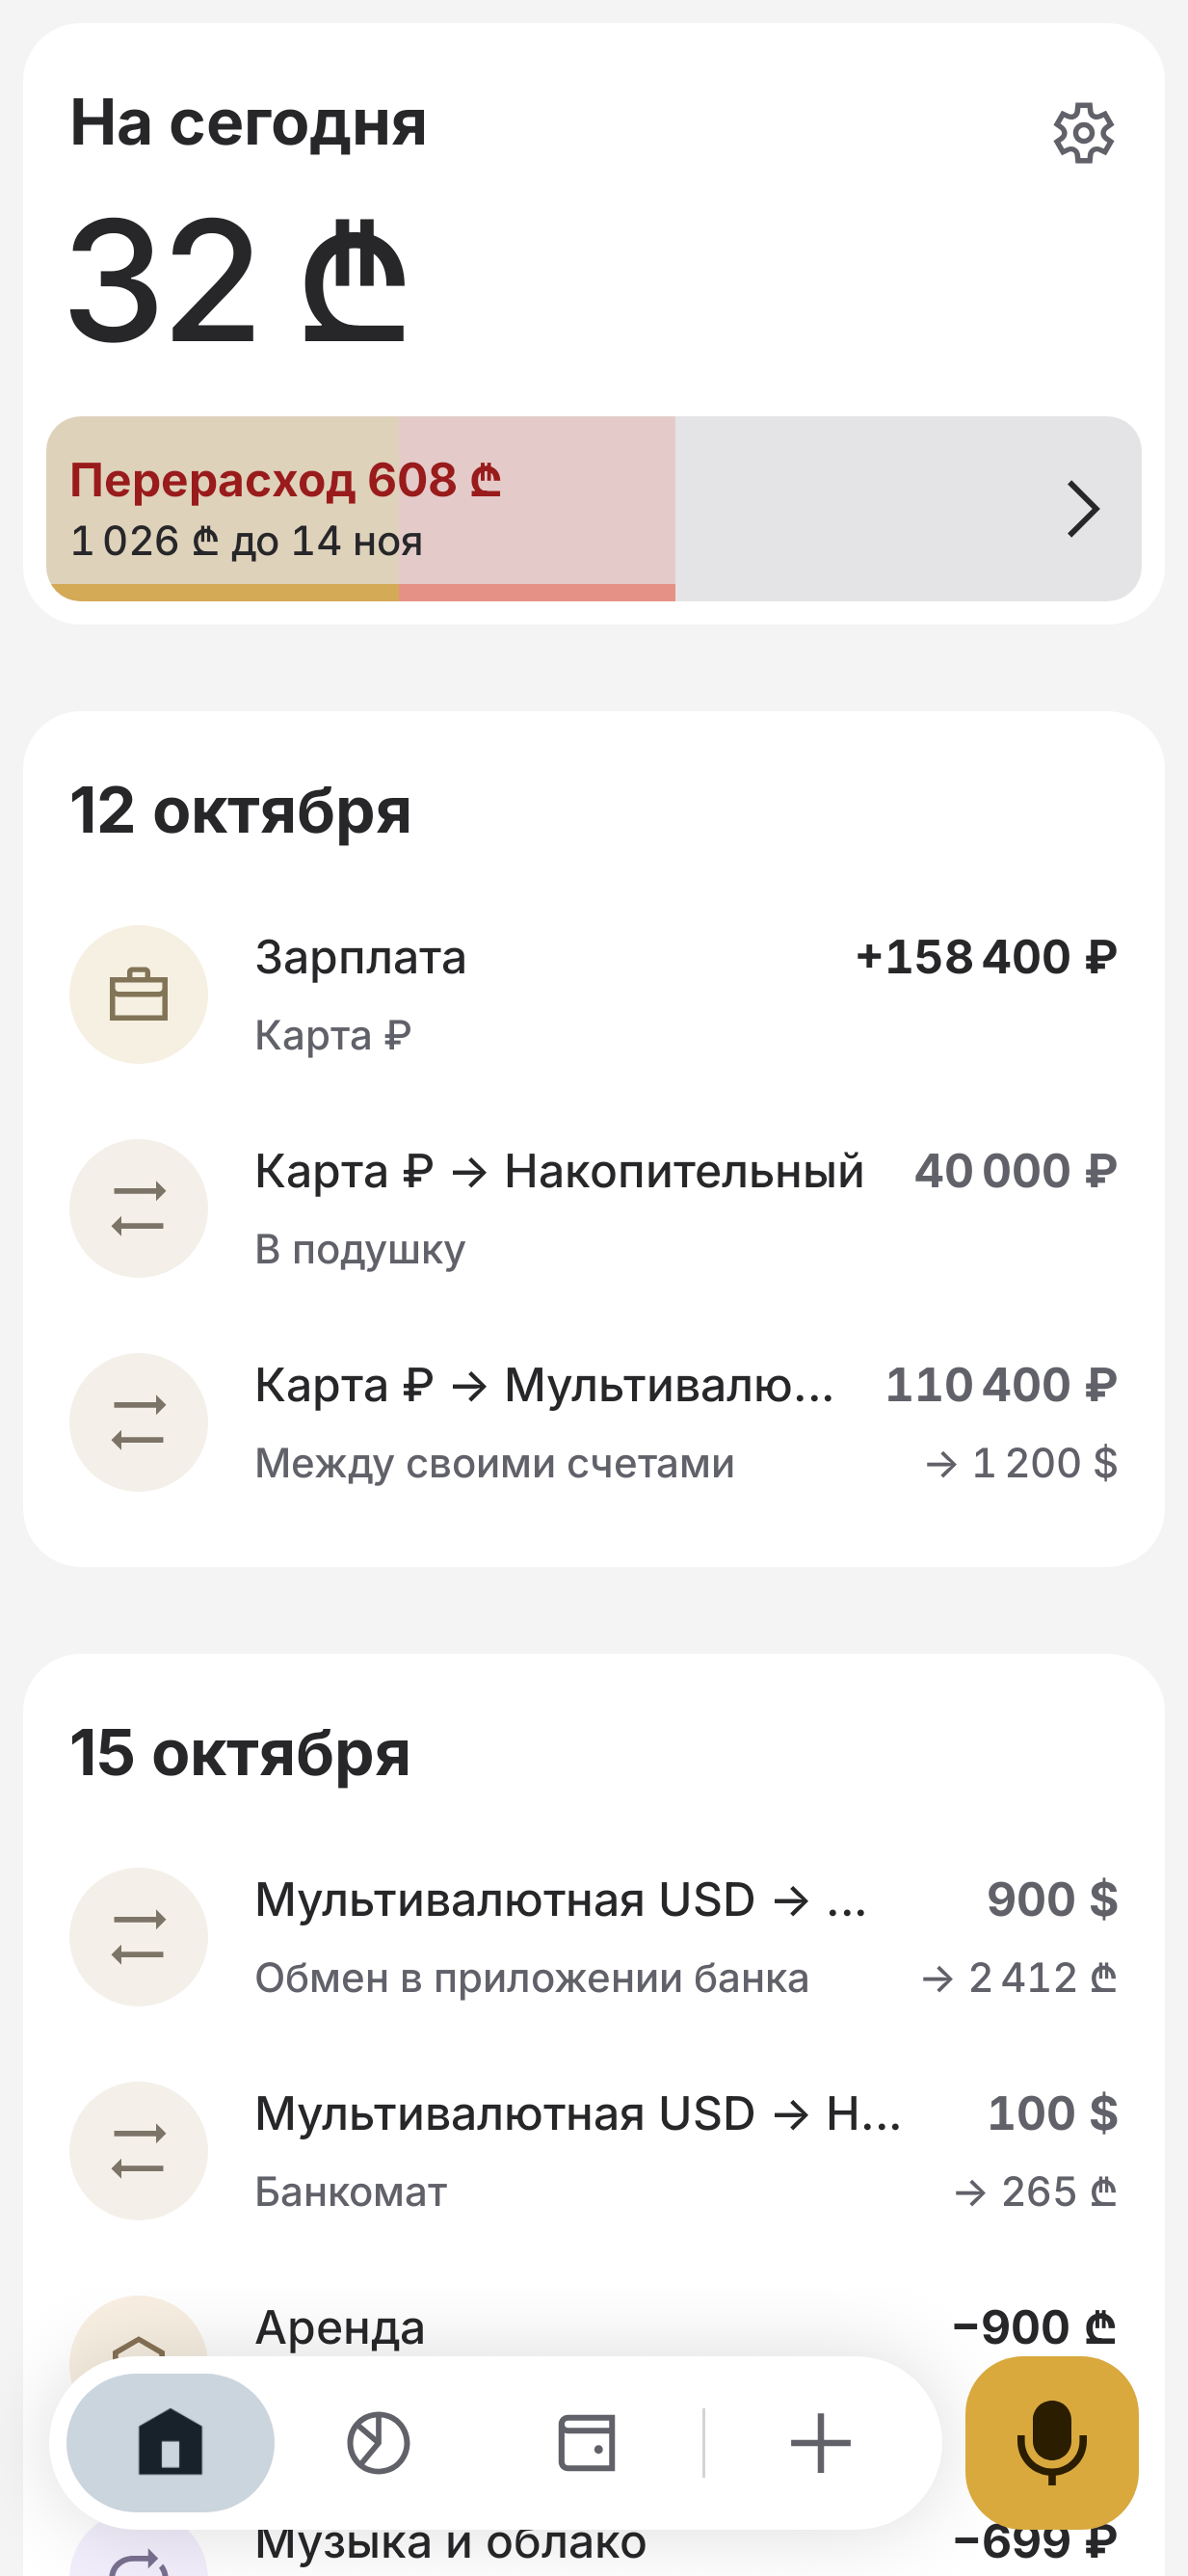 На сегодня
32 ₾
Перерасход 608 ₾
1 026 ₾ до 14 ноя
12 октября
Зарплата +158 400 ₽
Карта ₽
Карта ₽ → Накопительный 40 000 ₽
В подушку
Карта ₽ → Мультивалю... 110 400 ₽
Между своими счетами → 1 200 $
15 октября
Мультивалютная USD → ... 900 $
Обмен в приложении банка → 2 412 ₾
Мультивалютная USD → Н... 100 $
Банкомат → 265 ₾
Аренда −900 ₾
Музыка и облако −699 ₽